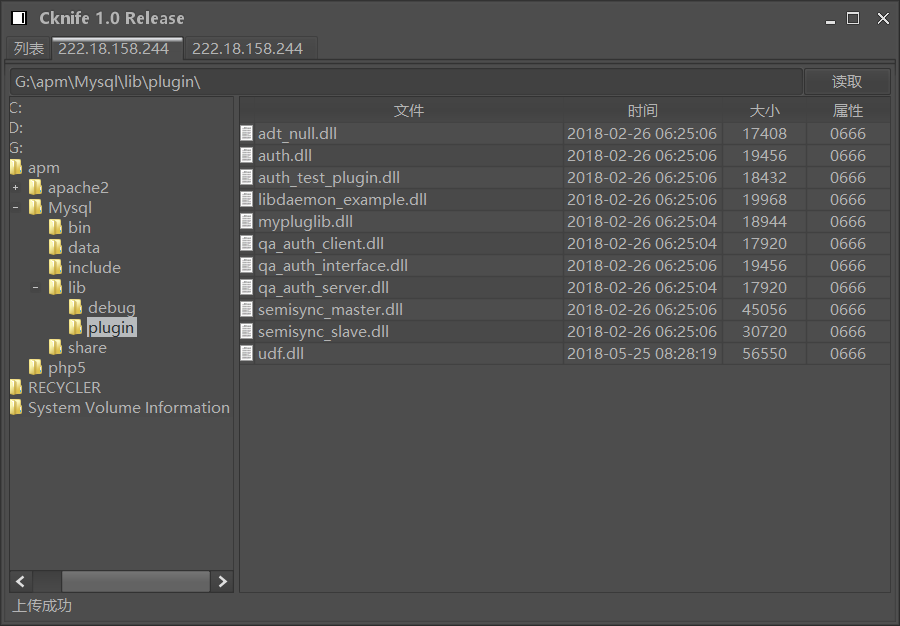 Cknife 1.0 Release
列表 222.18.158.244 222.18.158.244
G:\apm\Mysql\lib\plugin\ 读取
C:
D:
G:
apm
+ apache2
- Mysql
bin
data
include
- lib
debug
plugin
share
php5
RECYCLER
System Volume Information
文件 时间 大小 属性
adt_null.dll 2018-02-26 06:25:06 17408 0666
auth.dll 2018-02-26 06:25:06 19456 0666
auth_test_plugin.dll 2018-02-26 06:25:06 18432 0666
libdaemon_example.dll 2018-02-26 06:25:06 19968 0666
mypluglib.dll 2018-02-26 06:25:04 18944 0666
qa_auth_client.dll 2018-02-26 06:25:04 17920 0666
qa_auth_interface.dll 2018-02-26 06:25:06 19456 0666
qa_auth_server.dll 2018-02-26 06:25:04 17920 0666
semisync_master.dll 2018-02-26 06:25:06 45056 0666
semisync_slave.dll 2018-02-26 06:25:06 30720 0666
udf.dll 2018-05-25 08:28:19 56550 0666
上传成功